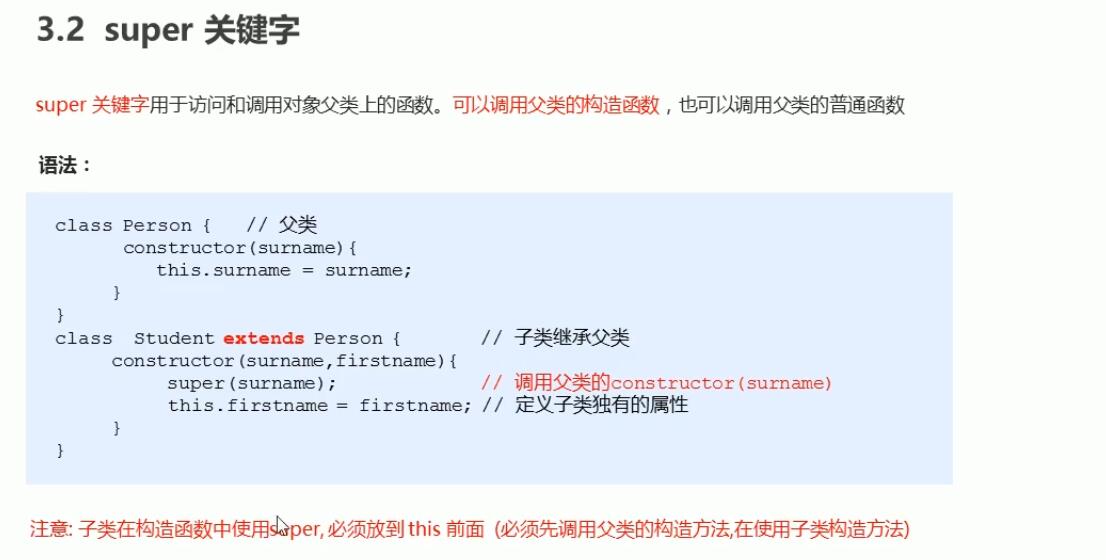 3.2 super 关键字
super 关键字用于访问和调用对象父类上的函数。可以调用父类的构造函数，也可以调用父类的普通函数
语法：
class Person {   // 父类
      constructor(surname){
         this.surname = surname;
     }
}
class  Student extends Person {       // 子类继承父类
     constructor(surname,firstname){
          super(surname);             // 调用父类的constructor(surname)
          this.firstname = firstname; // 定义子类独有的属性
     }
}
注意: 子类在构造函数中使用super, 必须放到 this 前面 (必须先调用父类的构造方法,在使用子类构造方法)